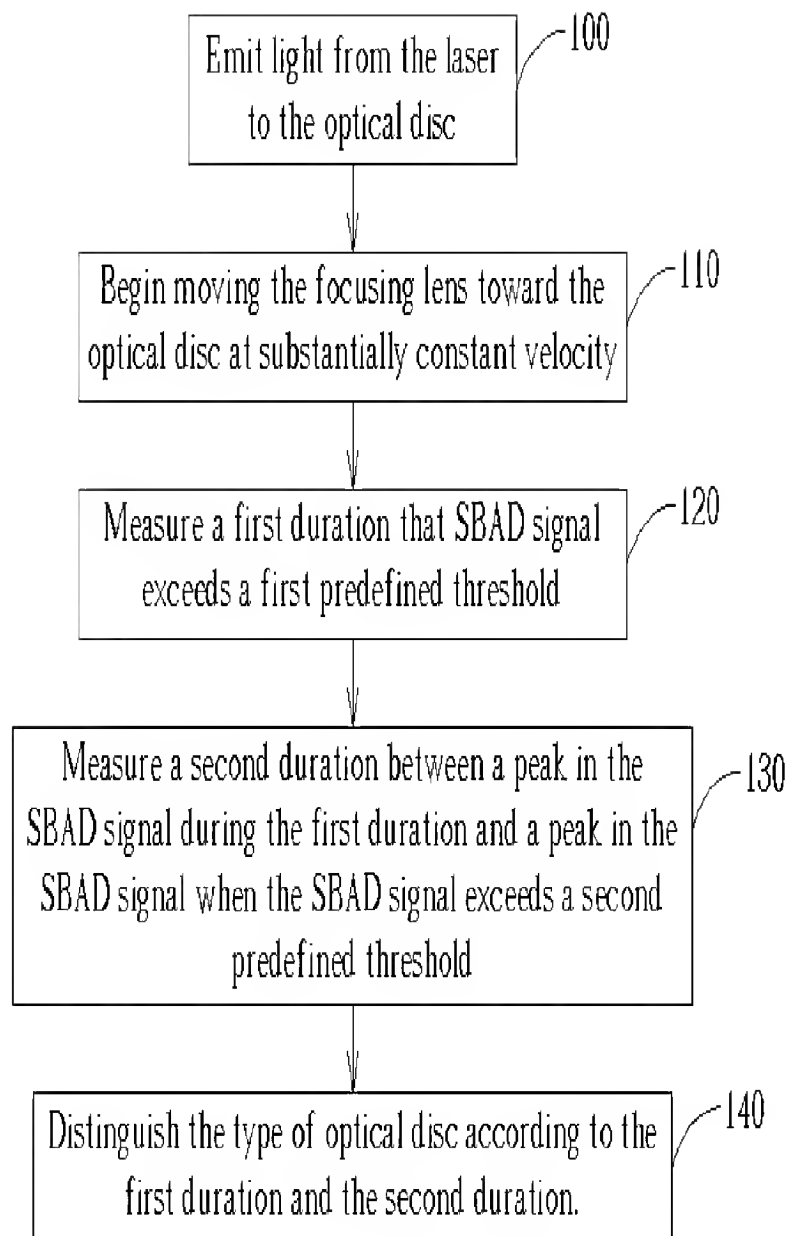 Emit light from the laser
to the optical disc
100
Begin moving the focusing lens toward the
optical disc at substantially constant velocity
110
Measure a first duration that SBAD signal
exceeds a first predefined threshold
120
Measure a second duration between a peak in the
SBAD signal during the first duration and a peak in the
SBAD signal when the SBAD signal exceeds a second
predefined threshold
130
Distinguish the type of optical disc according to the
first duration and the second duration.
140